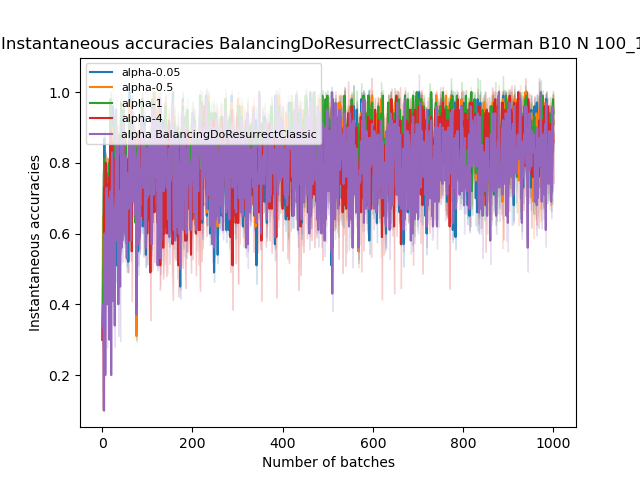 Instantaneous accuracies BalancingDoResurrectClassic German B10 N 100_1
alpha-0.05
alpha-0.5
alpha-1
alpha-4
alpha BalancingDoResurrectClassic
1.0
0.8
0.6
0.4
0.2
Instantaneous accuracies
0 200 400 600 800 1000
Number of batches